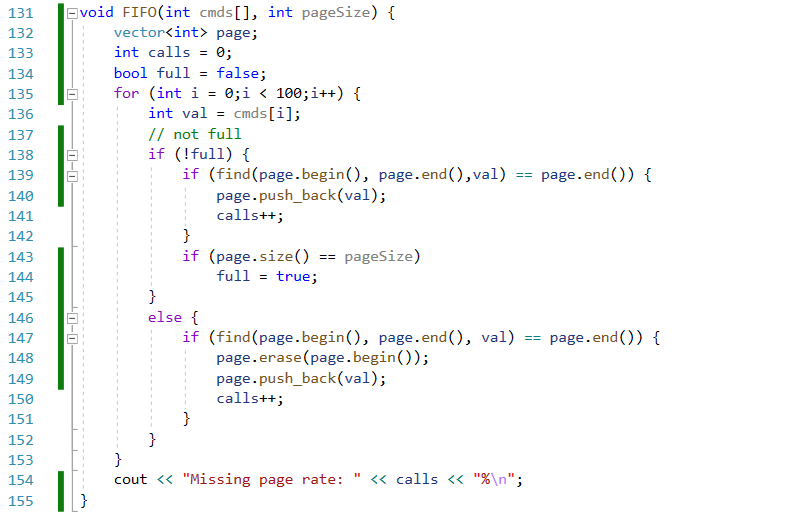 131 void FIFO(int cmds[], int pageSize) {
132     vector<int> page;
133     int calls = 0;
134     bool full = false;
135     for (int i = 0;i < 100;i++) {
136         int val = cmds[i];
137         // not full
138         if (!full) {
139             if (find(page.begin(), page.end(),val) == page.end()) {
140                 page.push_back(val);
141                 calls++;
142             }
143             if (page.size() == pageSize)
144                 full = true;
145         }
146         else {
147             if (find(page.begin(), page.end(), val) == page.end()) {
148                 page.erase(page.begin());
149                 page.push_back(val);
150                 calls++;
151             }
152         }
153     }
154     cout << "Missing page rate: " << calls << "%\n";
155 }